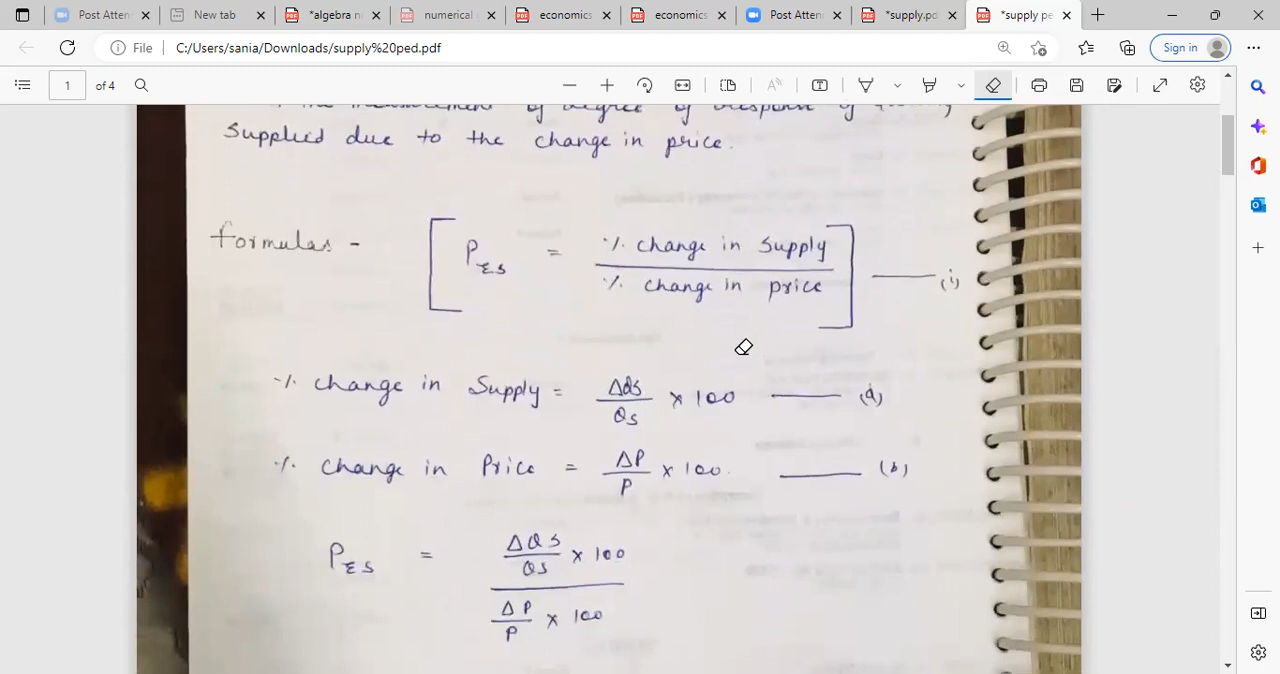 Post Atten
New tab
*algebra n
numerical
economics
economics
Post Atten
*supply.pd
*supply pe
File C:/Users/sania/Downloads/supply%20ped.pdf
Sign in
1 of 4
supplied due to the change in price.
formulas - [ PES = % change in Supply / % change in price ] —— (i)
% change in Supply = ΔQs / Qs × 100 —— (a)
% change in Price = ΔP / P × 100. —— (b)
PES = ΔQs / Qs × 100 / ΔP / P × 100